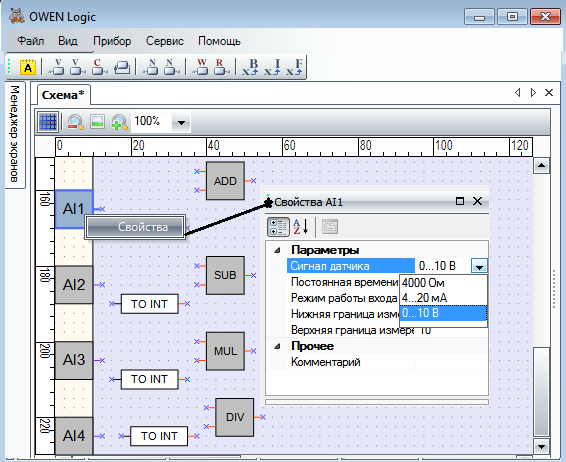 OWEN Logic
Файл Вид Прибор Сервис Помощь
A V V C N N W R B I F
X X X
Менеджер экранов
Схема*
100%
0 20 40 60 80 100 120
160
180
200
220
ADD
AI1
Свойства
SUB
AI2
TO INT
MUL
AI3
TO INT
DIV
AI4
TO INT
Свойства AI1
Параметры
Сигнал датчика 0...10 В
Постоянная времени
Режим работы входа
Нижняя граница измере
Верхняя граница измере 10
4000 Ом
4...20 мА
0...10 В
Прочее
Комментарий